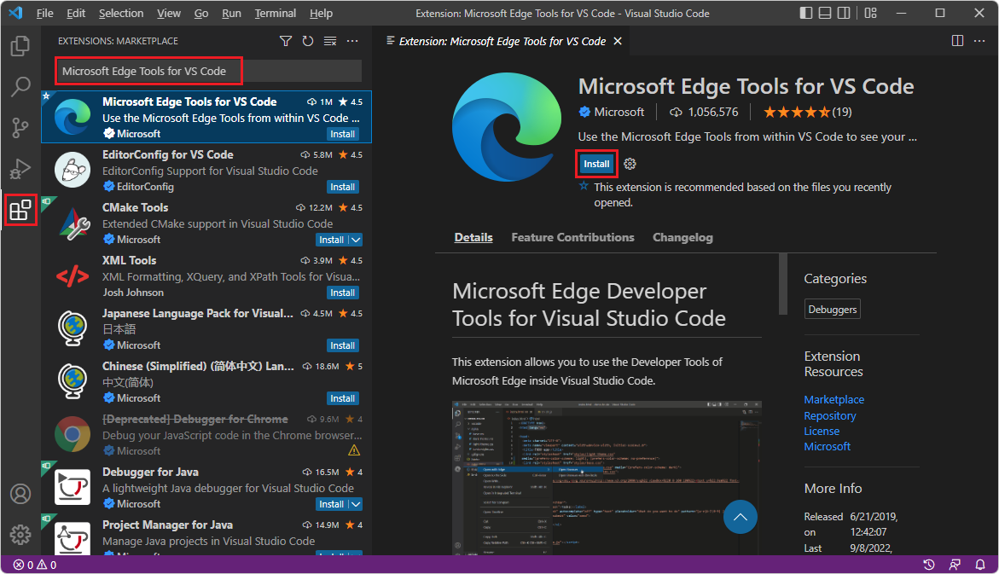 File Edit Selection View Go Run Terminal Help
Extension: Microsoft Edge Tools for VS Code - Visual Studio Code
EXTENSIONS: MARKETPLACE
Microsoft Edge Tools for VS Code
Microsoft Edge Tools for VS Code 1M 4.5
Use the Microsoft Edge Tools from within VS Code ...
Microsoft Install
EditorConfig for VS Code 5.8M 4.5
EditorConfig Support for Visual Studio Code
EditorConfig Install
CMake Tools 12.2M 4.5
Extended CMake support in Visual Studio Code
Microsoft Install
XML Tools 3.9M 4.5
XML Formatting, XQuery, and XPath Tools for Visua...
Josh Johnson Install
Japanese Language Pack for Visual... 4.5M 4.5
日本語
Microsoft Install
Chinese (Simplified) (简体中文) Lan... 18.6M 5
中文(简体)
Microsoft Install
[Deprecated] Debugger for Chrome 9.6M 4
Debug your JavaScript code in the Chrome browser...
Microsoft
Debugger for Java 16.5M 4
A lightweight Java debugger for Visual Studio Code
Microsoft Install
Project Manager for Java 14.9M 4
Manage Java projects in Visual Studio Code
0 0
Extension: Microsoft Edge Tools for VS Code
Microsoft Edge Tools for VS Code
Microsoft 1,056,576 (19)
Use the Microsoft Edge Tools from within VS Code to see your ...
Install
This extension is recommended based on the files you recently
opened.
Details Feature Contributions Changelog
Microsoft Edge Developer
Tools for Visual Studio Code
This extension allows you to use the Developer Tools of
Microsoft Edge inside Visual Studio Code.
Categories
Debuggers
Extension
Resources
Marketplace
Repository
License
Microsoft
More Info
Released 6/21/2019,
on 12:42:07
Last 9/8/2022,